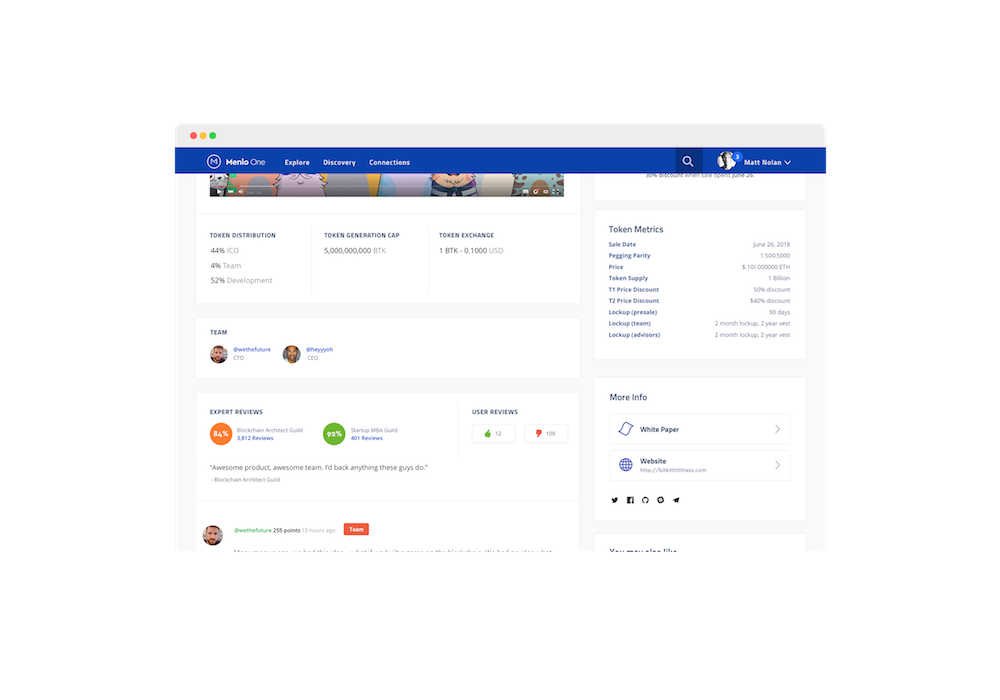 Menlo One
Explore
Discovery
Connections
3
Matt Nolan
30% discount when sale opens June 26.
TOKEN DISTRIBUTION
44% ICO
4% Team
52% Development
TOKEN GENERATION CAP
5,000,000,000 BTK
TOKEN EXCHANGE
1 BTK - 0.1000 USD
TEAM
@wethefuture
CTO
@heyyyoh
CEO
EXPERT REVIEWS
84%
Blockchain Architect Guild
3,812 Reviews
92%
Startup MBA Guild
401 Reviews
USER REVIEWS
12
109
"Awesome product, awesome team. I'd back anything these guys do."
- Blockchain Architect Guild
@wethefuture 255 points 15 hours ago Team
Token Metrics
Sale Date June 26, 2018
Pegging Parity 1:500:5000
Price $.10/.000000 ETH
Token Supply 1 Billion
T1 Price Discount 50% discount
T2 Price Discount $40% discount
Lockup (presale) 90 days
Lockup (team) 2 month lockup, 2 year vest
Lockup (advisors) 2 month lockup, 2 year vest
More Info
White Paper
Website
You may also like